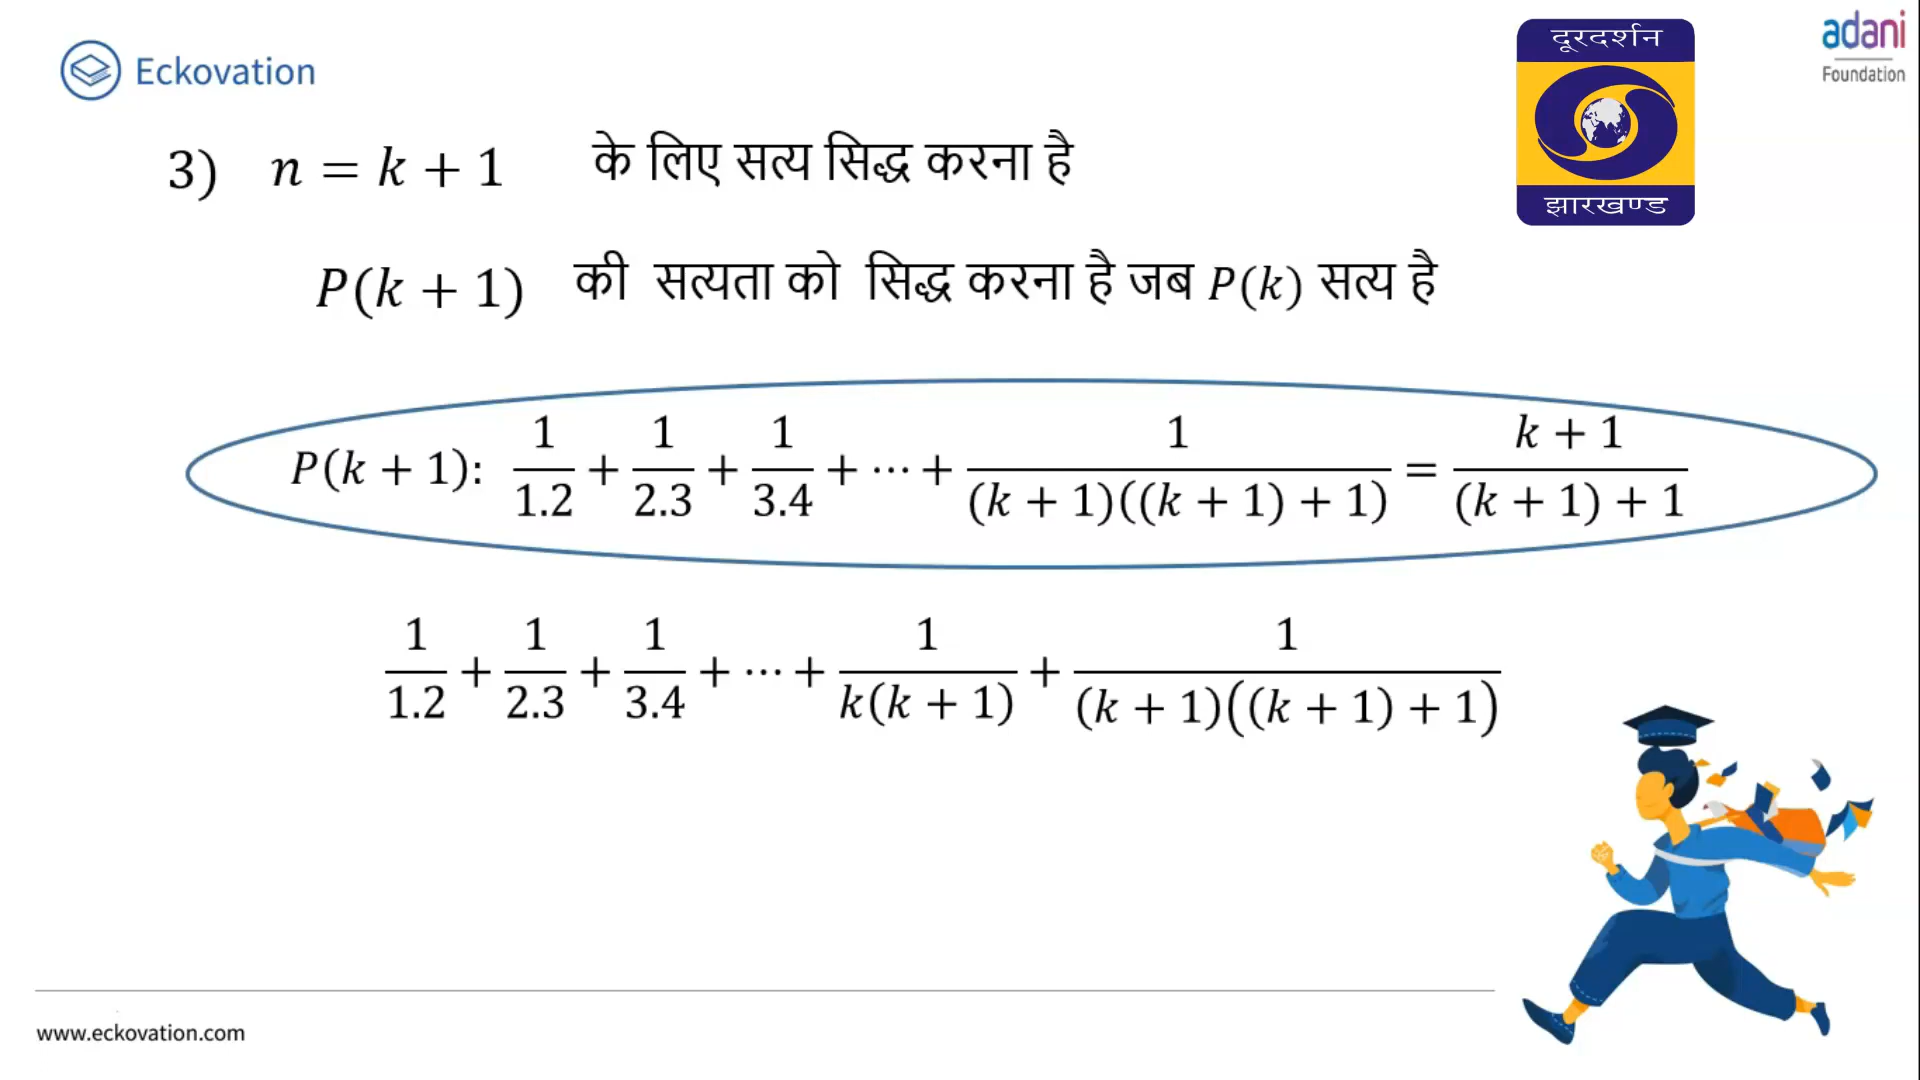 Eckovation
दूरदर्शन
झारखण्ड
adani
Foundation
3) n = k + 1 के लिए सत्य सिद्ध करना है
P(k + 1) की सत्यता को सिद्ध करना है जब P(k) सत्य है
P(k + 1): 1/1.2 + 1/2.3 + 1/3.4 + ⋯ + 1/(k + 1)((k + 1) + 1) = k + 1/(k + 1) + 1
1/1.2 + 1/2.3 + 1/3.4 + ⋯ + 1/k(k + 1) + 1/(k + 1)((k + 1) + 1)
www.eckovation.com